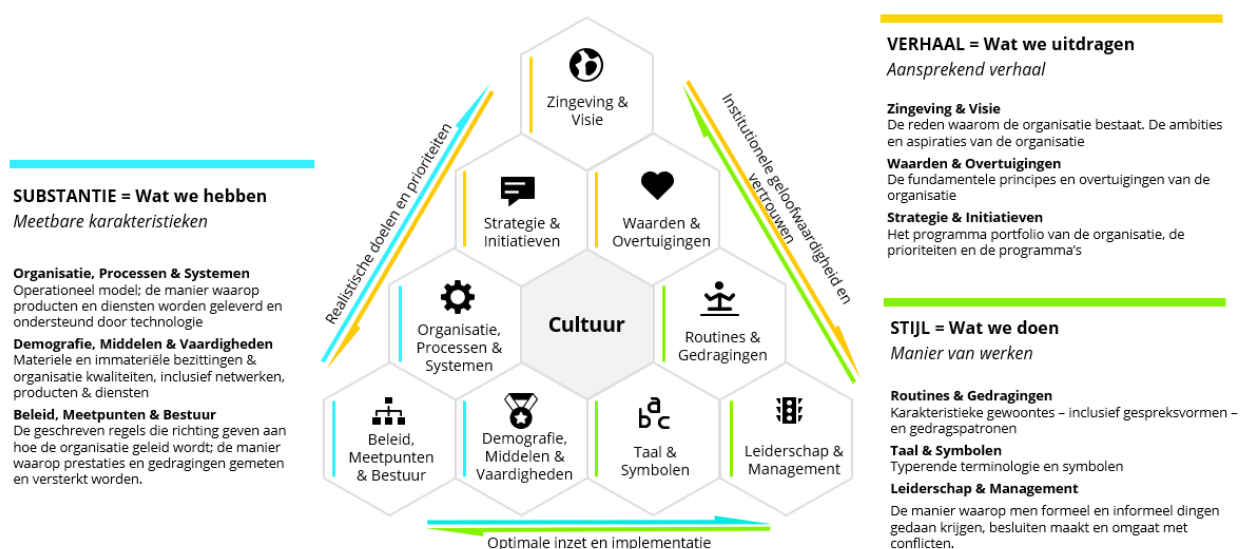 VERHAAL = Wat we uitdragen
Aansprekend verhaal
Zingeving & Visie
De reden waarom de organisatie bestaat. De ambities
en aspiraties van de organisatie
Waarden & Overtuigingen
De fundamentele principes en overtuigingen van de
organisatie
Strategie & Initiatieven
Het programma portfolio van de organisatie, de
prioriteiten en de programma's
SUBSTANTIE = Wat we hebben
Meetbare karakteristieken
Organisatie, Processen & Systemen
Operationeel model; de manier waarop
producten en diensten worden geleverd en
ondersteund door technologie
Demografie, Middelen & Vaardigheden
Materiele en immateriële bezittingen &
organisatie kwaliteiten, inclusief netwerken,
producten & diensten
Beleid, Meetpunten & Bestuur
De geschreven regels die richting geven aan
hoe de organisatie geleid wordt; de manier
waarop prestaties en gedragingen gemeten
en versterkt worden.
Realistische doelen en prioriteiten
Zingeving &
Visie
Strategie &
Initiatieven
Waarden &
Overtuigingen
Organisatie,
Processen &
Systemen
Cultuur
Routines &
Gedragingen
Beleid,
Meetpunten
& Bestuur
Demografie,
Middelen &
Vaardigheden
a
b c
Taal &
Symbolen
Leiderschap &
Management
Institutionele geloofwaardigheid en
vertrouwen
Optimale inzet en implementatie
STIJL = Wat we doen
Manier van werken
Routines & Gedragingen
Karakteristieke gewoontes – inclusief gespreksvormen –
en gedragspatronen
Taal & Symbolen
Typerende terminologie en symbolen
Leiderschap & Management
De manier waarop men formeel en informeel dingen
gedaan krijgen, besluiten maakt en omgaat met
conflicten.